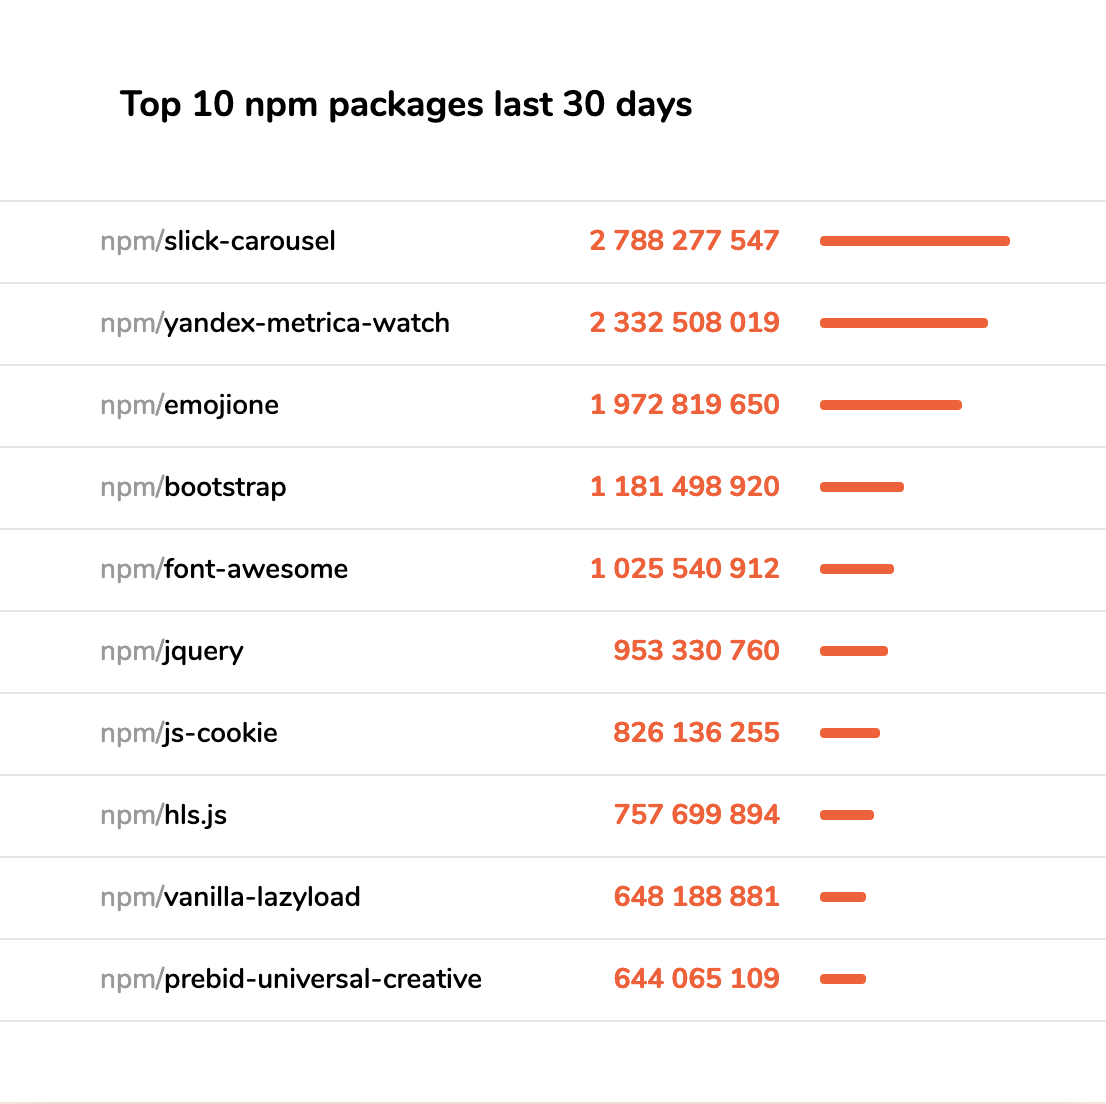 Top 10 npm packages last 30 days
npm/slick-carousel 2 788 277 547
npm/yandex-metrica-watch 2 332 508 019
npm/emojione 1 972 819 650
npm/bootstrap 1 181 498 920
npm/font-awesome 1 025 540 912
npm/jquery 953 330 760
npm/js-cookie 826 136 255
npm/hls.js 757 699 894
npm/vanilla-lazyload 648 188 881
npm/prebid-universal-creative 644 065 109